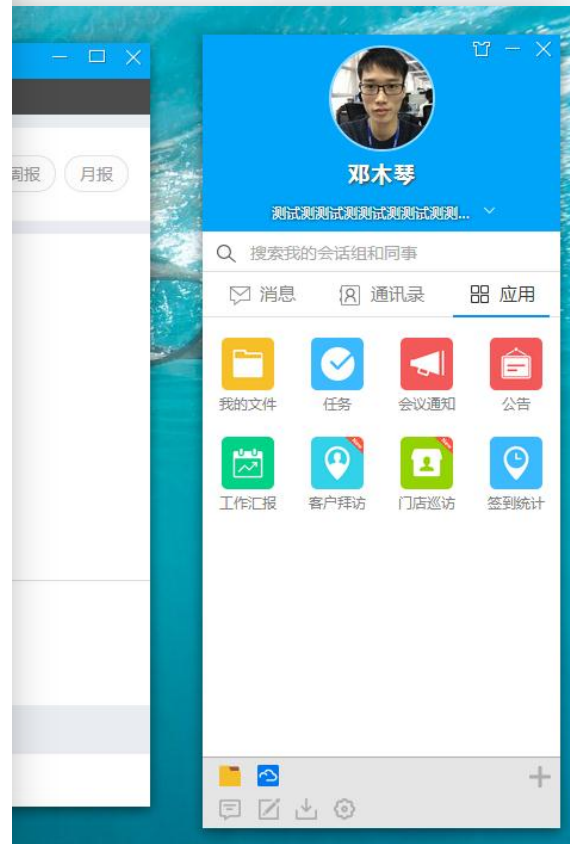 周报 月报
邓木琴
测试测测试测测试测测试测测...
搜索我的会话组和同事
消息 通讯录 应用
我的文件 任务 会议通知 公告
工作汇报 客户拜访 门店巡访 签到统计